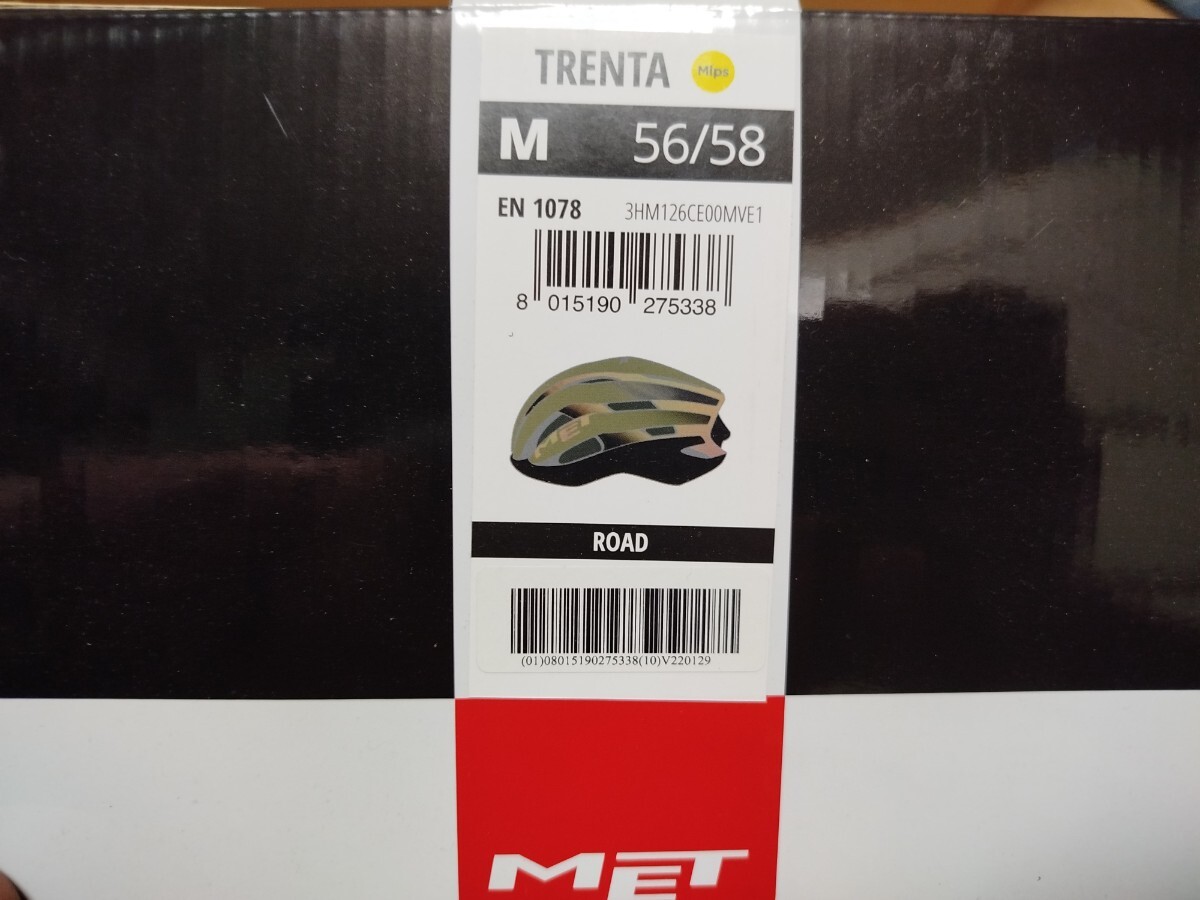 TRENTA Mips
M 56/58
EN 1078 3HM126CE00MVE1
8 015190 275338
MET
ROAD
(01)08015190275338(10)V220129
MET